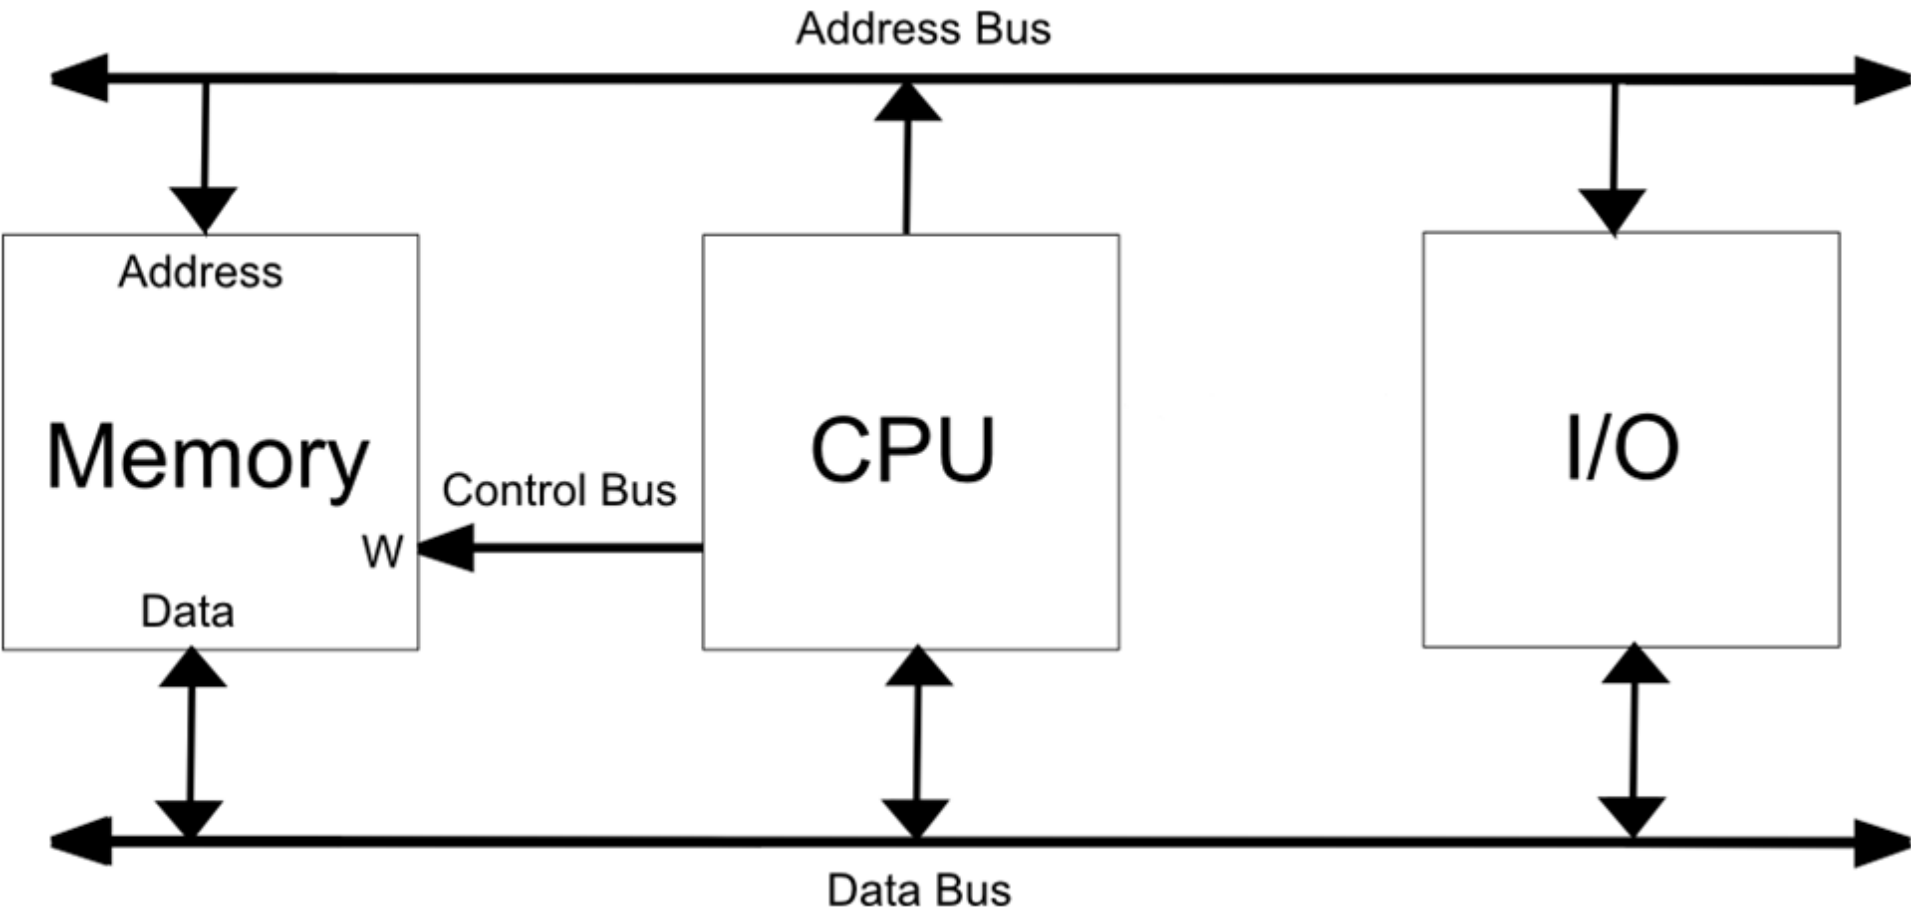 Address Bus
Address
Memory
CPU
I/O
Control Bus
W
Data
Data Bus